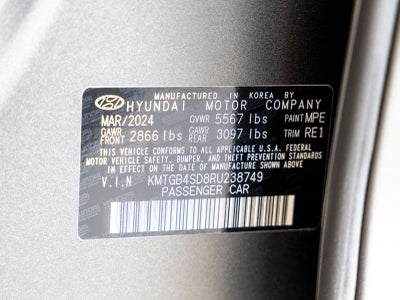 MANUFACTURED IN KOREA BY
HYUNDAI MOTOR COMPANY
MAR/2024 GVWR 5567 lbs PAINT MPE
GAWR FRONT 2866 lbs GAWR REAR 3097 lbs TRIM RE1
THIS VEHICLE CONFORMS TO ALL APPLICABLE U.S.A. FEDERAL
MOTOR VEHICLE SAFETY, BUMPER, AND THEFT PREVENTION STANDARDS
IN EFFECT ON THE DATE OF MANUFACTURE SHOWN ABOVE.
V.I.N KMTGB4SD8RU238749
PASSENGER CAR